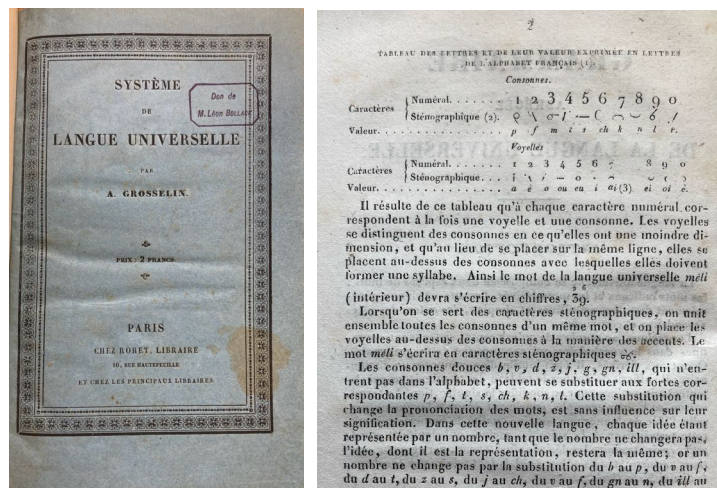 SYSTÈME
DE
LANGUE UNIVERSELLE
PAR
A. GROSSELIN.
PRIX : 2 FRANCS.
PARIS
CHEZ RORET, LIBRAIRE
10, RUE HAUTEFEUILLE
ET CHEZ LES PRINCIPAUX LIBRAIRES
Don de
M. Léon BOLLACK
2
TABLEAU DES LETTRES ET DE LEUR VALEUR EXPRIMÉE EN LETTRES
DE L'ALPHABET FRANÇAIS (1).
Consonnes.
Caractères
Numéral. . . . . . . . 1 2 3 4 5 6 7 8 9 0
Sténographique (2).
Valeur. . . . . . . . . . . . . . . p f m t s ch k n l r.
Voyelles
Caractères
Numéral. . . . . . . . 1 2 3 4 5 6 7 8 9 0
Sténographique. . . .
Valeur. . . . . . . . . . . . . . . a é o ou eu i ai (3) ei oi è.
Il résulte de ce tableau qu'à chaque caractère numéral cor-
respondent à la fois une voyelle et une consonne. Les voyelles
se distinguent des consonnes en ce qu'elles ont une moindre di-
mension, et qu'au lieu de se placer sur la même ligne, elles se
placent au-dessus des consonnes avec lesquelles elles doivent
former une syllabe. Ainsi le mot de la langue universelle méli
2 6
(intérieur) devra s'écrire en chiffres, 39.
Lorsqu'on se sert des caractères sténographiques, on unit
ensemble toutes les consonnes d'un même mot, et on place les
voyelles au-dessus des consonnes à la manière des accents. Le
mot méli s'écrira en caractères sténographiques
Les consonnes douces b, v, d, z, j, g, gn, ill, qui n'en-
trent pas dans l'alphabet, peuvent se substituer aux fortes cor-
respondantes p, f, t, s, ch, k, n, l. Cette substitution qui
change la prononciation des mots, est sans influence sur leur
signification. Dans cette nouvelle langue, chaque idée étant
représentée par un nombre, tant que le nombre ne changera pas,
l'idée, dont il est la représentation, restera la même; or un
nombre ne change pas par la substitution du b au p, du v au f,
du d au t, du z au s, du j au ch, du v au f, du gn au n, du ill au